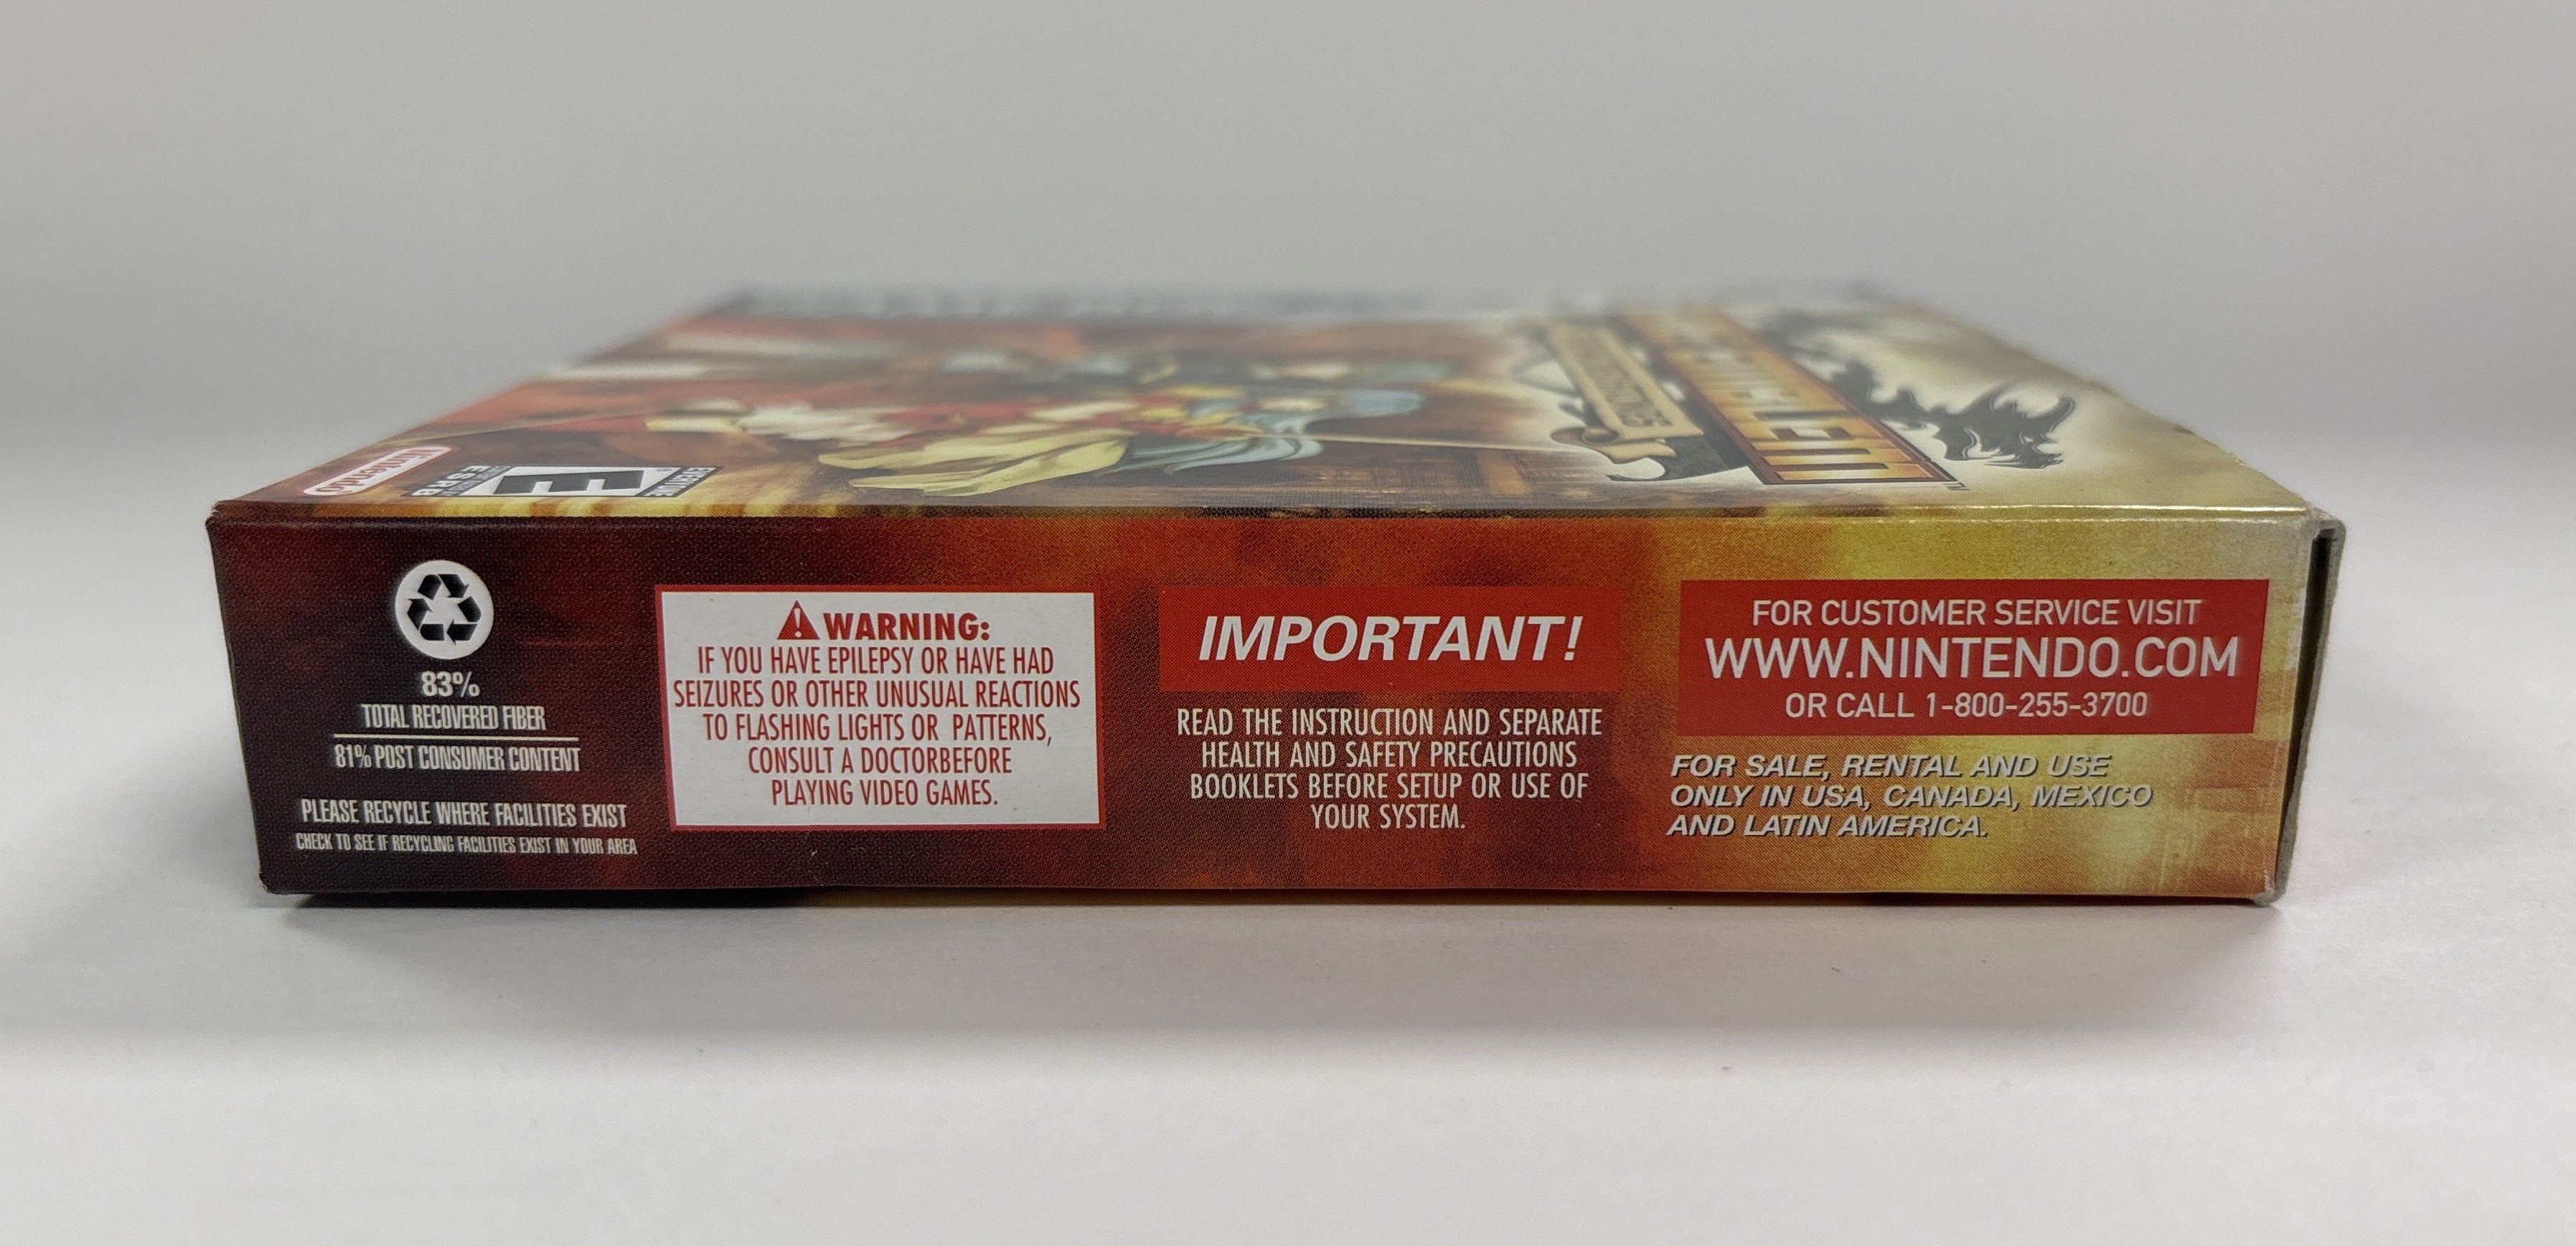 Nintendo
EVERYONE
E
ESRB
83%
TOTAL RECOVERED FIBER
81% POST CONSUMER CONTENT
PLEASE RECYCLE WHERE FACILITIES EXIST
CHECK TO SEE IF RECYCLING FACILITIES EXIST IN YOUR AREA
WARNING:
IF YOU HAVE EPILEPSY OR HAVE HAD
SEIZURES OR OTHER UNUSUAL REACTIONS
TO FLASHING LIGHTS OR PATTERNS,
CONSULT A DOCTORBEFORE
PLAYING VIDEO GAMES.
IMPORTANT!
READ THE INSTRUCTION AND SEPARATE
HEALTH AND SAFETY PRECAUTIONS
BOOKLETS BEFORE SETUP OR USE OF
YOUR SYSTEM.
FOR CUSTOMER SERVICE VISIT
WWW.NINTENDO.COM
OR CALL 1-800-255-3700
FOR SALE, RENTAL AND USE
ONLY IN USA, CANADA, MEXICO
AND LATIN AMERICA.